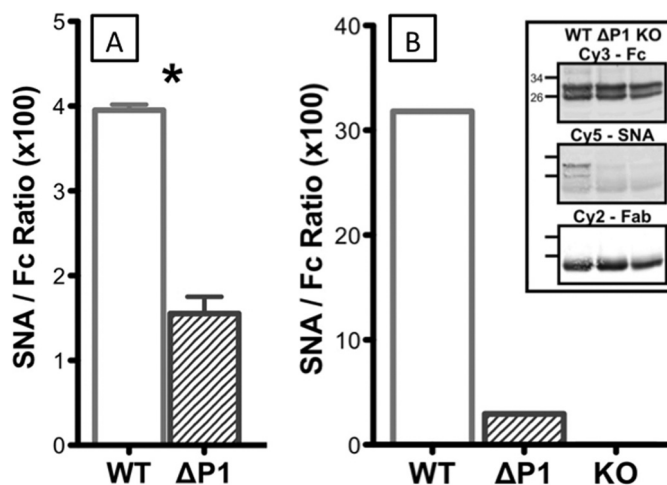 A
SNA / Fc Ratio (x100)
5
4
3
2
1
0
*
WT ΔP1
B
SNA / Fc Ratio (x100)
40
30
20
10
0
WT ΔP1 KO
WT ΔP1 KO
Cy3 - Fc
34
26
Cy5 - SNA
Cy2 - Fab